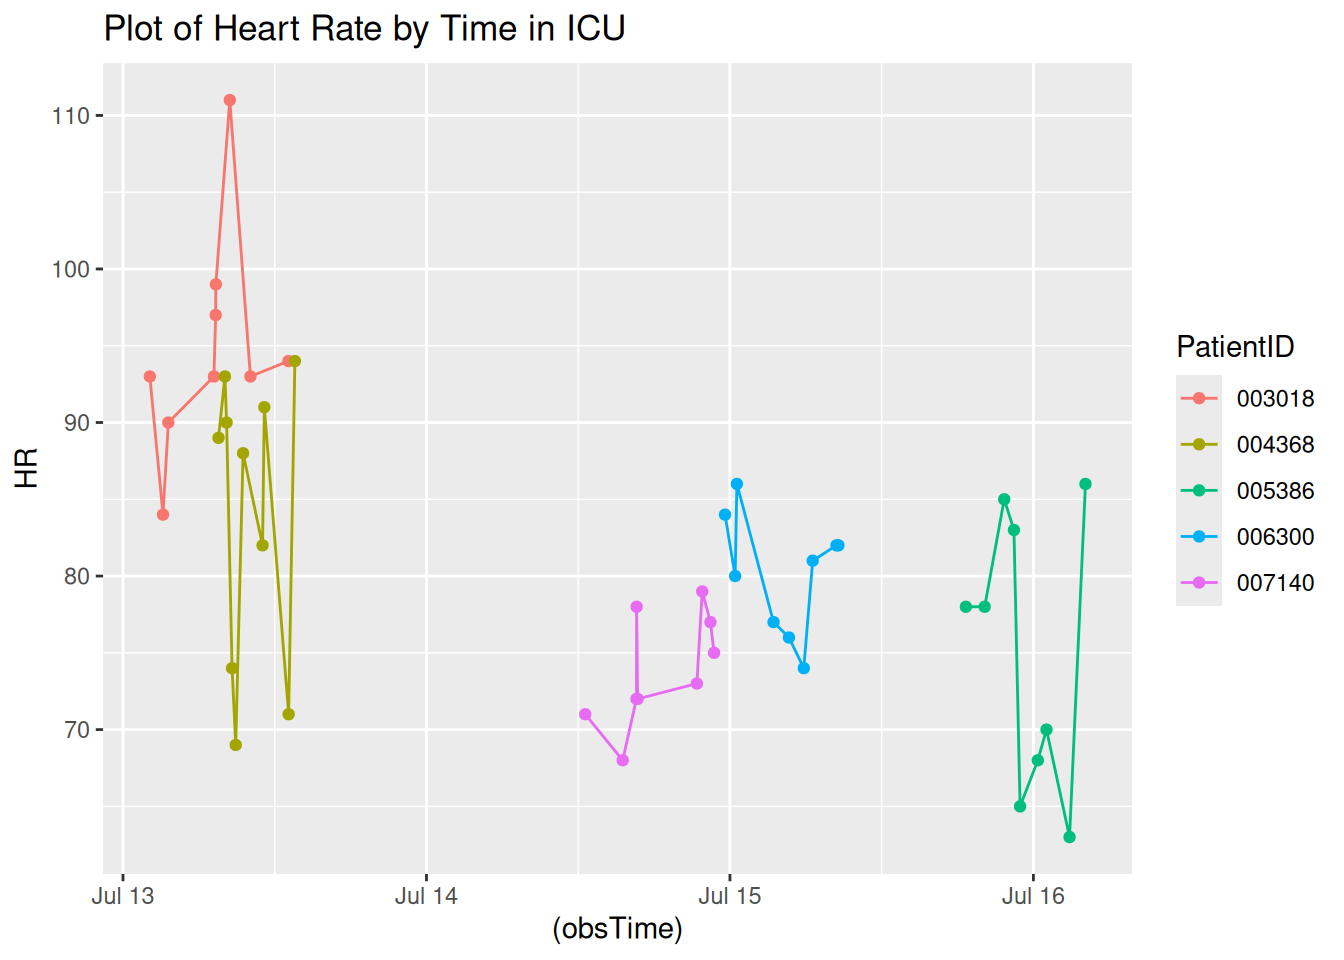 Plot of Heart Rate by Time in ICU
110
100
90
80
70
HR
Jul 13
Jul 14
Jul 15
Jul 16
(obsTime)
PatientID
003018
004368
005386
006300
007140